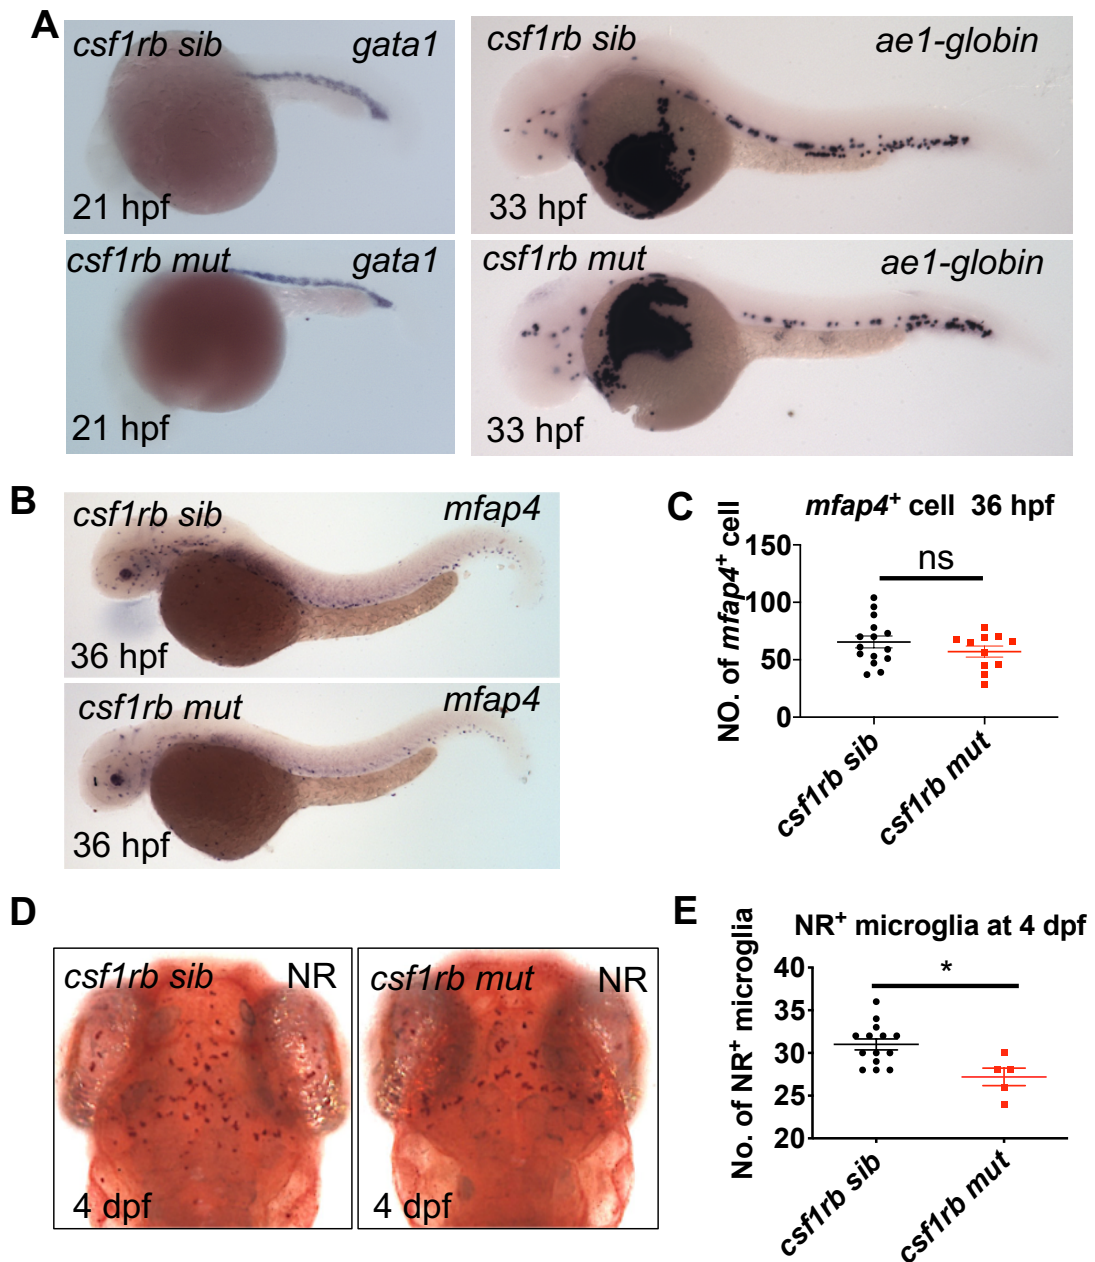 A
csf1rb sib gata1
21 hpf
csf1rb sib ae1-globin
33 hpf
csf1rb mut gata1
21 hpf
csf1rb mut ae1-globin
33 hpf
B
csf1rb sib mfap4
36 hpf
csf1rb mut mfap4
36 hpf
C
mfap4+ cell 36 hpf
NO. of mfap4+ cell
150
100
50
0
ns
csf1rb sib
csf1rb mut
D
csf1rb sib NR
4 dpf
csf1rb mut NR
4 dpf
E
NR+ microglia at 4 dpf
No. of NR+ microglia
40
35
30
25
20
*
csf1rb sib
csf1rb mut